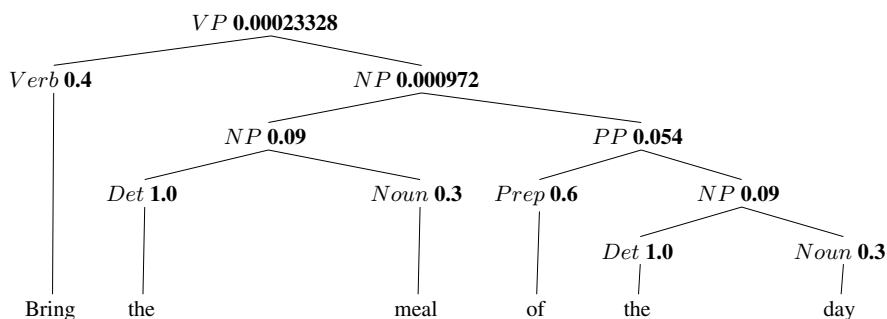 VP 0.00023328
Verb 0.4 NP 0.000972
NP 0.09 PP 0.054
Det 1.0 Noun 0.3 Prep 0.6 NP 0.09
Det 1.0 Noun 0.3
Bring the meal of the day